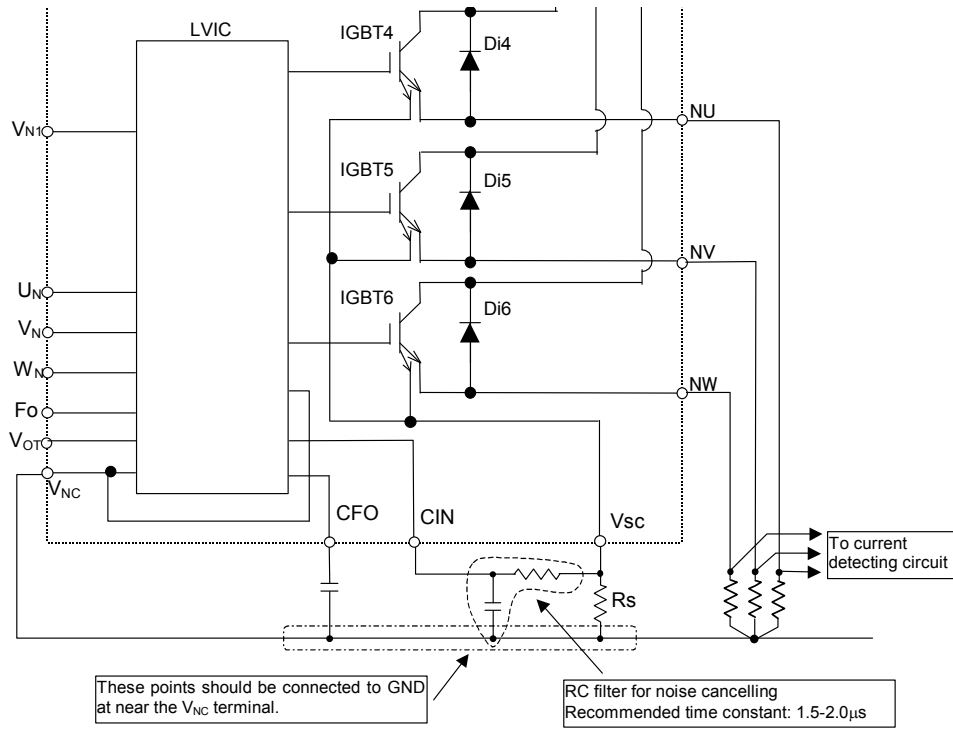 LVIC
IGBT4
Di4
VN1
NU
IGBT5
Di5
NV
UN
IGBT6
Di6
VN
WN
NW
Fo
VOT
VNC
CFO
CIN
Vsc
To current
detecting circuit
Rs
These points should be connected to GND
at near the VNC terminal.
RC filter for noise cancelling
Recommended time constant: 1.5-2.0μs